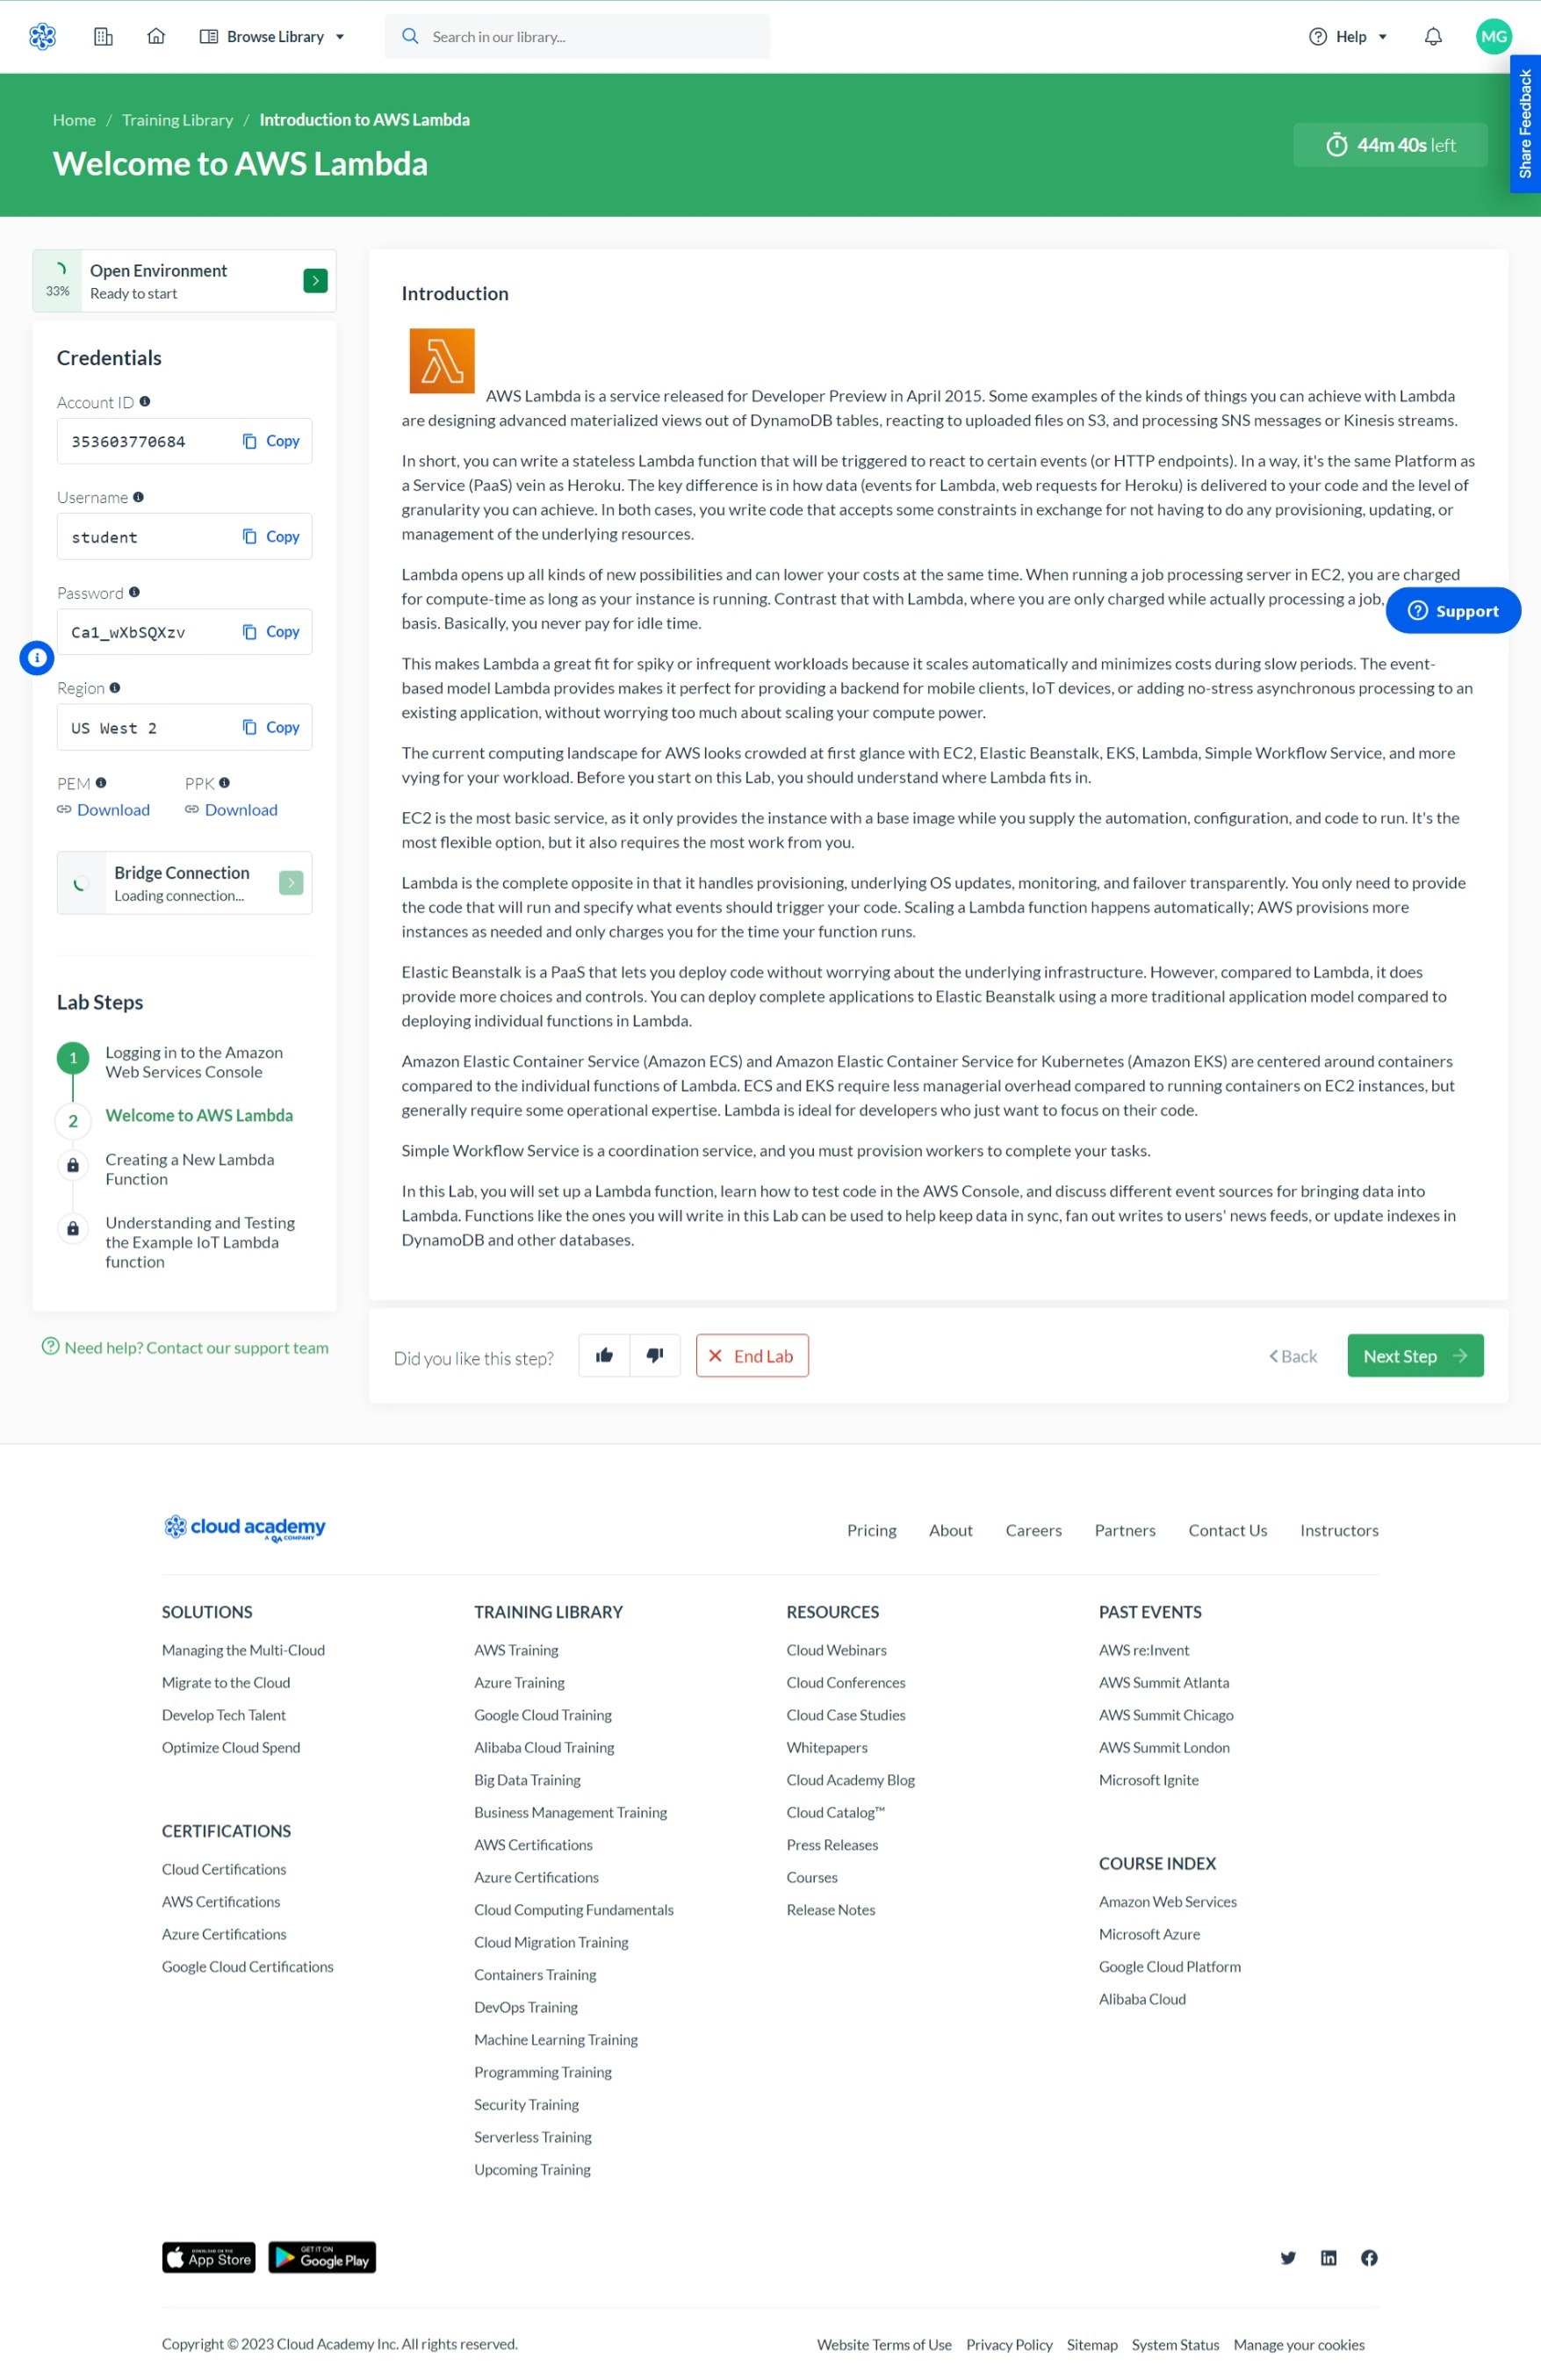 Browse Library
Search in our library...
Help
MG
Share Feedback
Home / Training Library / Introduction to AWS Lambda
Welcome to AWS Lambda
44m 40s left
33%
Open Environment
Ready to start
Credentials
Account ID
353603770684 Copy
Username
student Copy
Password
Ca1_wXbSQXzv Copy
Region
US West 2 Copy
PEM PPK
Download Download
Bridge Connection
Loading connection...
Lab Steps
1 Logging in to the Amazon
Web Services Console
2 Welcome to AWS Lambda
Creating a New Lambda
Function
Understanding and Testing
the Example IoT Lambda
function
Need help? Contact our support team
Introduction
AWS Lambda is a service released for Developer Preview in April 2015. Some examples of the kinds of things you can achieve with Lambda
are designing advanced materialized views out of DynamoDB tables, reacting to uploaded files on S3, and processing SNS messages or Kinesis streams.
In short, you can write a stateless Lambda function that will be triggered to react to certain events (or HTTP endpoints). In a way, it's the same Platform as
a Service (PaaS) vein as Heroku. The key difference is in how data (events for Lambda, web requests for Heroku) is delivered to your code and the level of
granularity you can achieve. In both cases, you write code that accepts some constraints in exchange for not having to do any provisioning, updating, or
management of the underlying resources.
Lambda opens up all kinds of new possibilities and can lower your costs at the same time. When running a job processing server in EC2, you are charged
for compute-time as long as your instance is running. Contrast that with Lambda, where you are only charged while actually processing a job,
basis. Basically, you never pay for idle time.
Support
This makes Lambda a great fit for spiky or infrequent workloads because it scales automatically and minimizes costs during slow periods. The event-
based model Lambda provides makes it perfect for providing a backend for mobile clients, IoT devices, or adding no-stress asynchronous processing to an
existing application, without worrying too much about scaling your compute power.
The current computing landscape for AWS looks crowded at first glance with EC2, Elastic Beanstalk, EKS, Lambda, Simple Workflow Service, and more
vying for your workload. Before you start on this Lab, you should understand where Lambda fits in.
EC2 is the most basic service, as it only provides the instance with a base image while you supply the automation, configuration, and code to run. It's the
most flexible option, but it also requires the most work from you.
Lambda is the complete opposite in that it handles provisioning, underlying OS updates, monitoring, and failover transparently. You only need to provide
the code that will run and specify what events should trigger your code. Scaling a Lambda function happens automatically; AWS provisions more
instances as needed and only charges you for the time your function runs.
Elastic Beanstalk is a PaaS that lets you deploy code without worrying about the underlying infrastructure. However, compared to Lambda, it does
provide more choices and controls. You can deploy complete applications to Elastic Beanstalk using a more traditional application model compared to
deploying individual functions in Lambda.
Amazon Elastic Container Service (Amazon ECS) and Amazon Elastic Container Service for Kubernetes (Amazon EKS) are centered around containers
compared to the individual functions of Lambda. ECS and EKS require less managerial overhead compared to running containers on EC2 instances, but
generally require some operational expertise. Lambda is ideal for developers who just want to focus on their code.
Simple Workflow Service is a coordination service, and you must provision workers to complete your tasks.
In this Lab, you will set up a Lambda function, learn how to test code in the AWS Console, and discuss different event sources for bringing data into
Lambda. Functions like the ones you will write in this Lab can be used to help keep data in sync, fan out writes to users' news feeds, or update indexes in
DynamoDB and other databases.
Did you like this step? End Lab Back Next Step
cloud academy
A QA COMPANY
Pricing About Careers Partners Contact Us Instructors
SOLUTIONS
Managing the Multi-Cloud
Migrate to the Cloud
Develop Tech Talent
Optimize Cloud Spend
CERTIFICATIONS
Cloud Certifications
AWS Certifications
Azure Certifications
Google Cloud Certifications
TRAINING LIBRARY
AWS Training
Azure Training
Google Cloud Training
Alibaba Cloud Training
Big Data Training
Business Management Training
AWS Certifications
Azure Certifications
Cloud Computing Fundamentals
Cloud Migration Training
Containers Training
DevOps Training
Machine Learning Training
Programming Training
Security Training
Serverless Training
Upcoming Training
RESOURCES
Cloud Webinars
Cloud Conferences
Cloud Case Studies
Whitepapers
Cloud Academy Blog
Cloud Catalog™
Press Releases
Courses
Release Notes
PAST EVENTS
AWS re:Invent
AWS Summit Atlanta
AWS Summit Chicago
AWS Summit London
Microsoft Ignite
COURSE INDEX
Amazon Web Services
Microsoft Azure
Google Cloud Platform
Alibaba Cloud
Download on the
App Store
GET IT ON
Google Play
Copyright © 2023 Cloud Academy Inc. All rights reserved.
Website Terms of Use Privacy Policy Sitemap System Status Manage your cookies